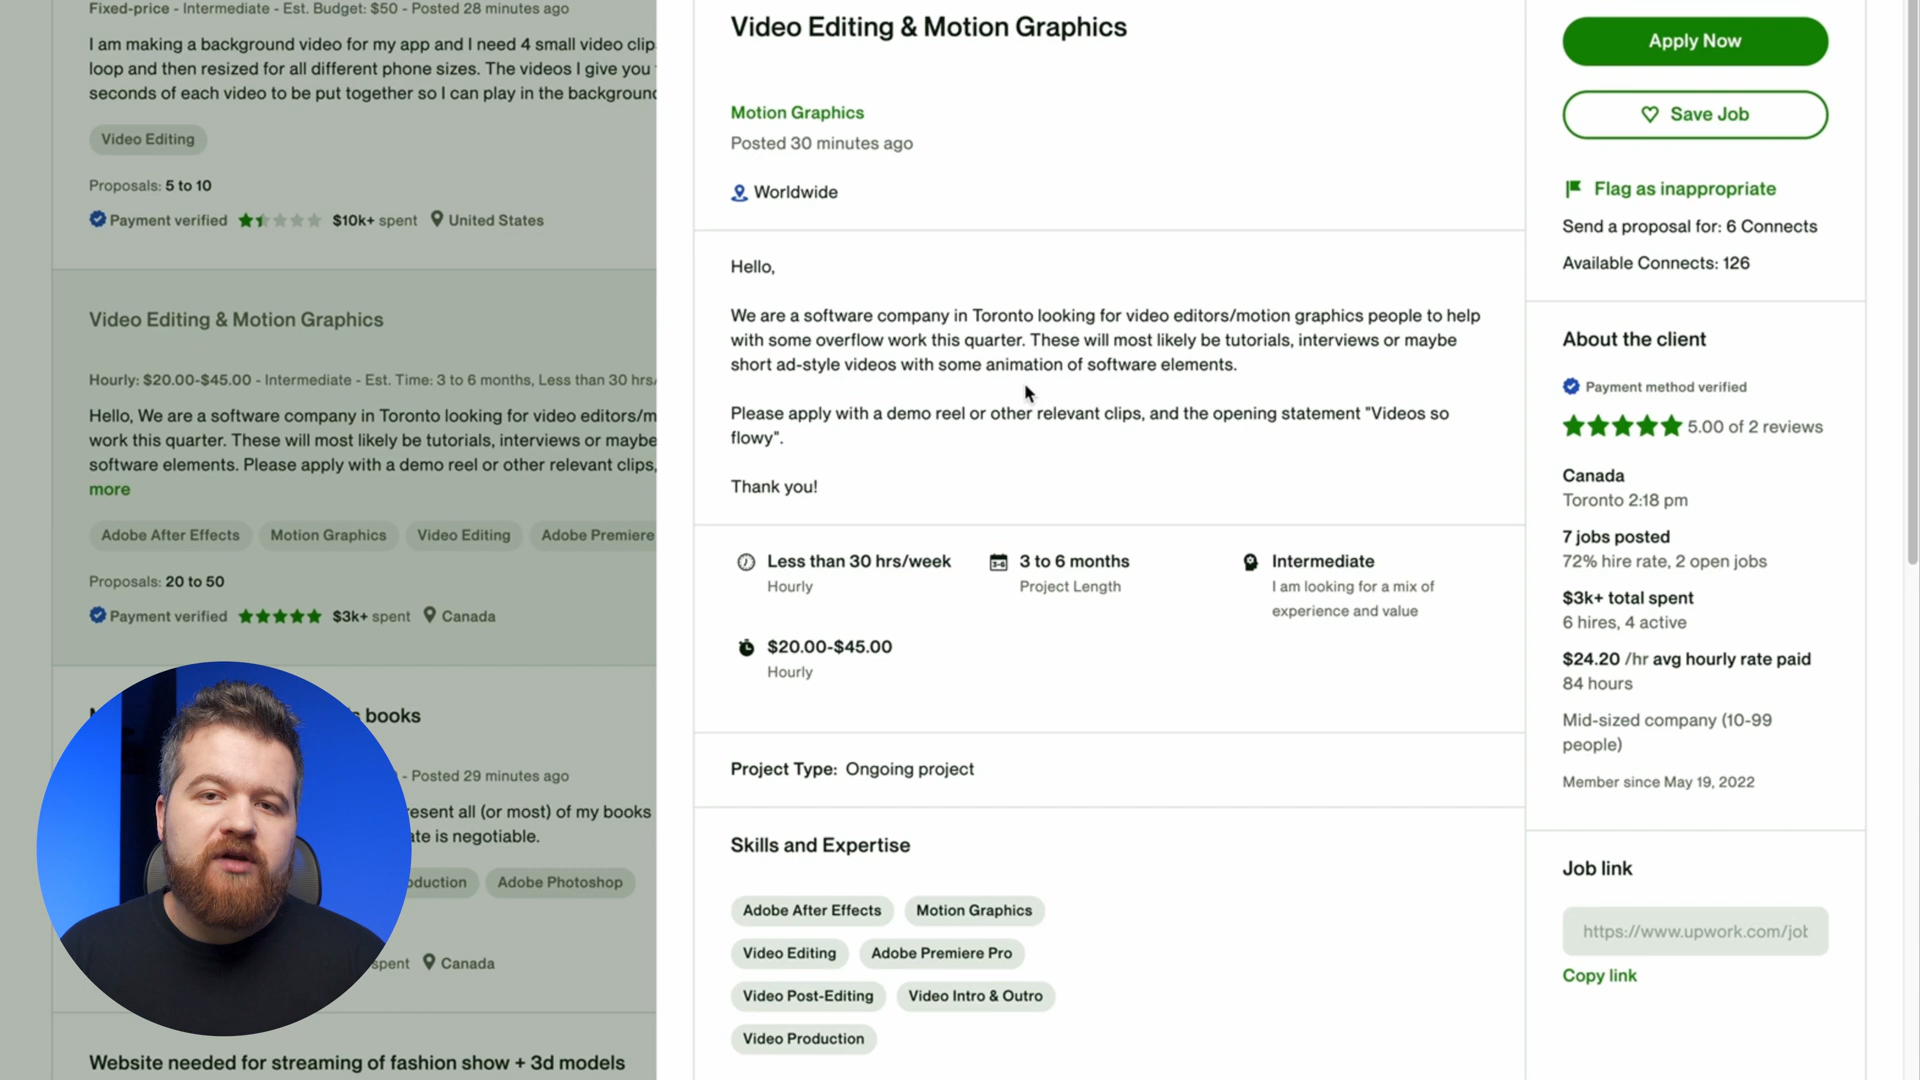 Fixed-price - Intermediate - Est. Budget: $50 - Posted 28 minutes ago
I am making a background video for my app and I need 4 small video clip
loop and then resized for all different phone sizes. The videos I give you
seconds of each video to be put together so I can play in the background
Video Editing
Proposals: 5 to 10
Payment verified $10k+ spent United States
Video Editing & Motion Graphics
Hourly: $20.00-$45.00 - Intermediate - Est. Time: 3 to 6 months, Less than 30 hrs/
Hello, We are a software company in Toronto looking for video editors/m
work this quarter. These will most likely be tutorials, interviews or maybe
software elements. Please apply with a demo reel or other relevant clips,
more
Adobe After Effects Motion Graphics Video Editing Adobe Premiere
Proposals: 20 to 50
Payment verified $3k+ spent Canada
books
- Posted 29 minutes ago
resent all (or most) of my books
ate is negotiable.
oduction Adobe Photoshop
spent Canada
Website needed for streaming of fashion show + 3d models
Video Editing & Motion Graphics
Motion Graphics
Posted 30 minutes ago
Worldwide
Hello,
We are a software company in Toronto looking for video editors/motion graphics people to help
with some overflow work this quarter. These will most likely be tutorials, interviews or maybe
short ad-style videos with some animation of software elements.
Please apply with a demo reel or other relevant clips, and the opening statement "Videos so
flowy".
Thank you!
Less than 30 hrs/week
Hourly
3 to 6 months
Project Length
Intermediate
I am looking for a mix of
experience and value
$20.00-$45.00
Hourly
Project Type: Ongoing project
Skills and Expertise
Adobe After Effects Motion Graphics
Video Editing Adobe Premiere Pro
Video Post-Editing Video Intro & Outro
Video Production
Apply Now
Save Job
Flag as inappropriate
Send a proposal for: 6 Connects
Available Connects: 126
About the client
Payment method verified
5.00 of 2 reviews
Canada
Toronto 2:18 pm
7 jobs posted
72% hire rate, 2 open jobs
$3k+ total spent
6 hires, 4 active
$24.20 /hr avg hourly rate paid
84 hours
Mid-sized company (10-99
people)
Member since May 19, 2022
Job link
https://www.upwork.com/job
Copy link